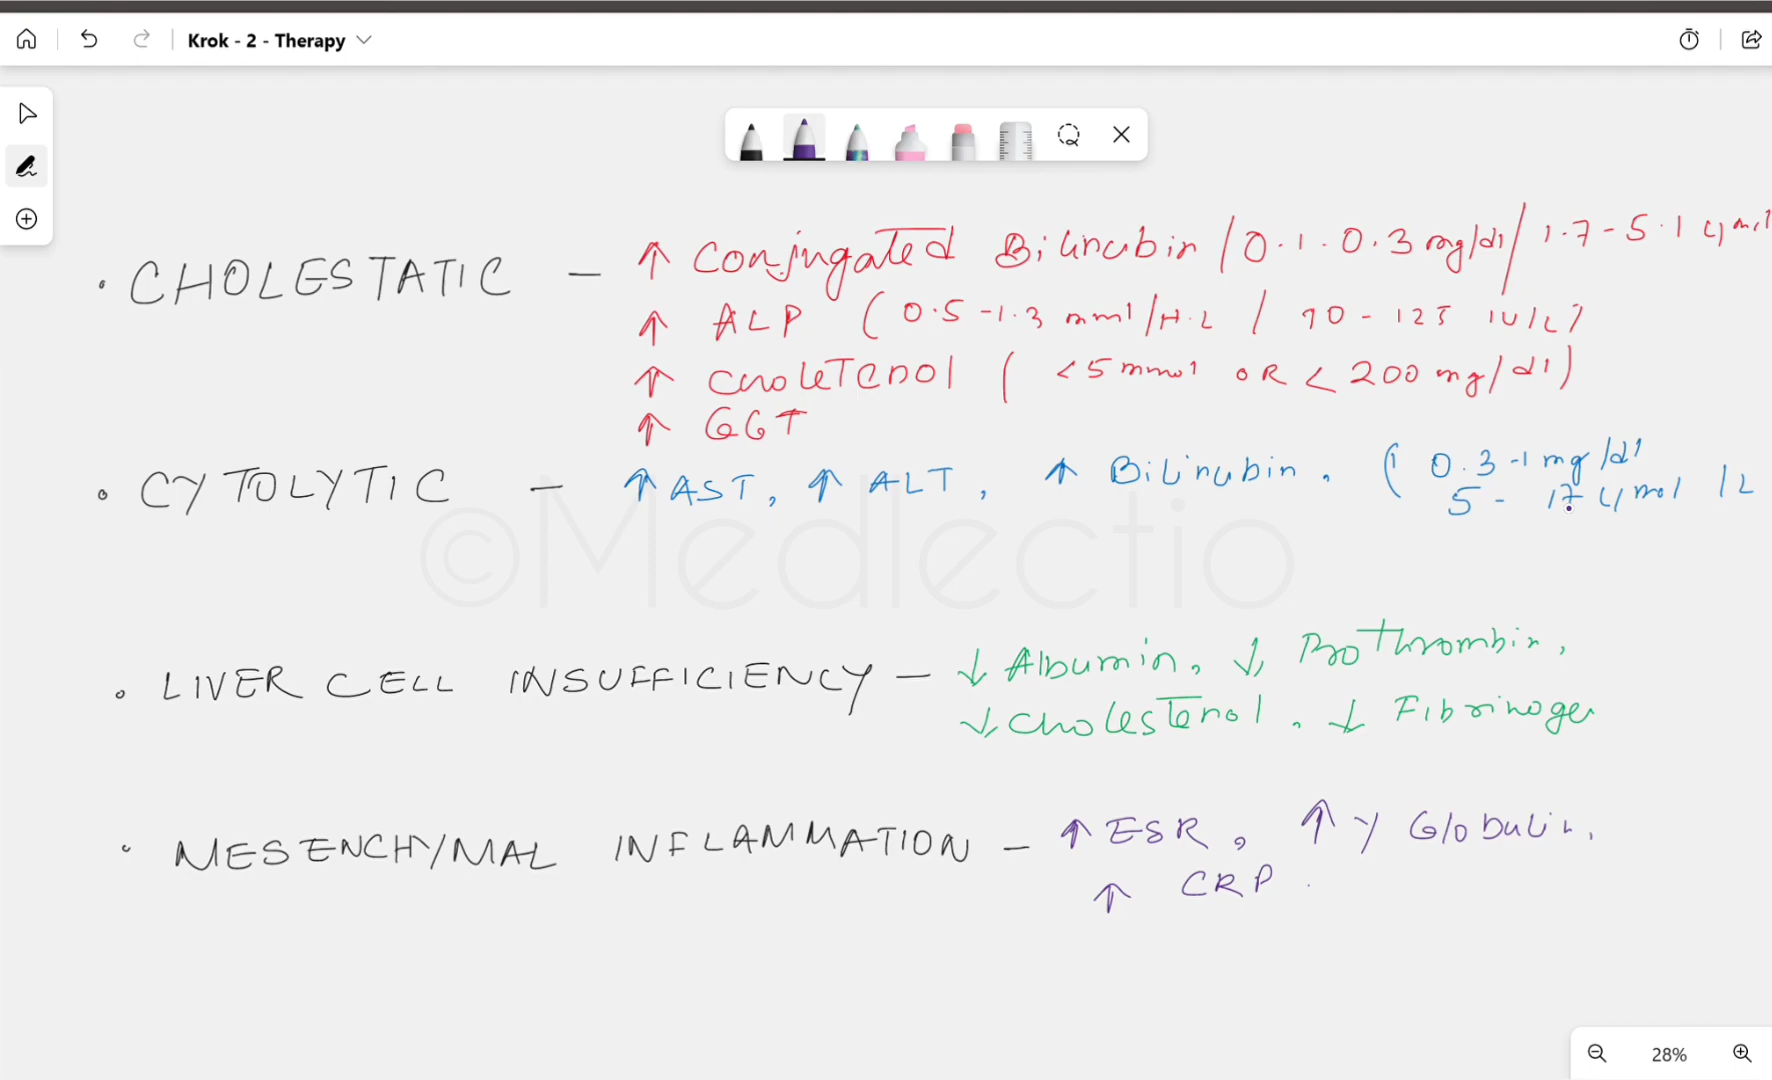 Krok - 2 - Therapy
• CHOLESTATIC – ↑ Conjugated Bilirubin / 0.1 - 0.3 mg/dl / 1.7 - 5.1 μmol
↑ ALP ( 0.5 - 1.3 mmol/H.L / 70 - 125 IU/L )
↑ Cholesterol ( <5 mmol OR < 200 mg/dl )
↑ GGT
• CYTOLYTIC – ↑ AST, ↑ ALT, ↑ Bilirubin. ( 0.3 - 1 mg/dl
5 - 17 μmol /L
©Medlectio
• LIVER CELL INSUFFICIENCY – ↓ Albumin, ↓ Prothrombin,
↓ Cholesterol, ↓ Fibrinogen
• MESENCHYMAL INFLAMMATION – ↑ ESR, ↑ γ Globulin,
↑ CRP.
28%